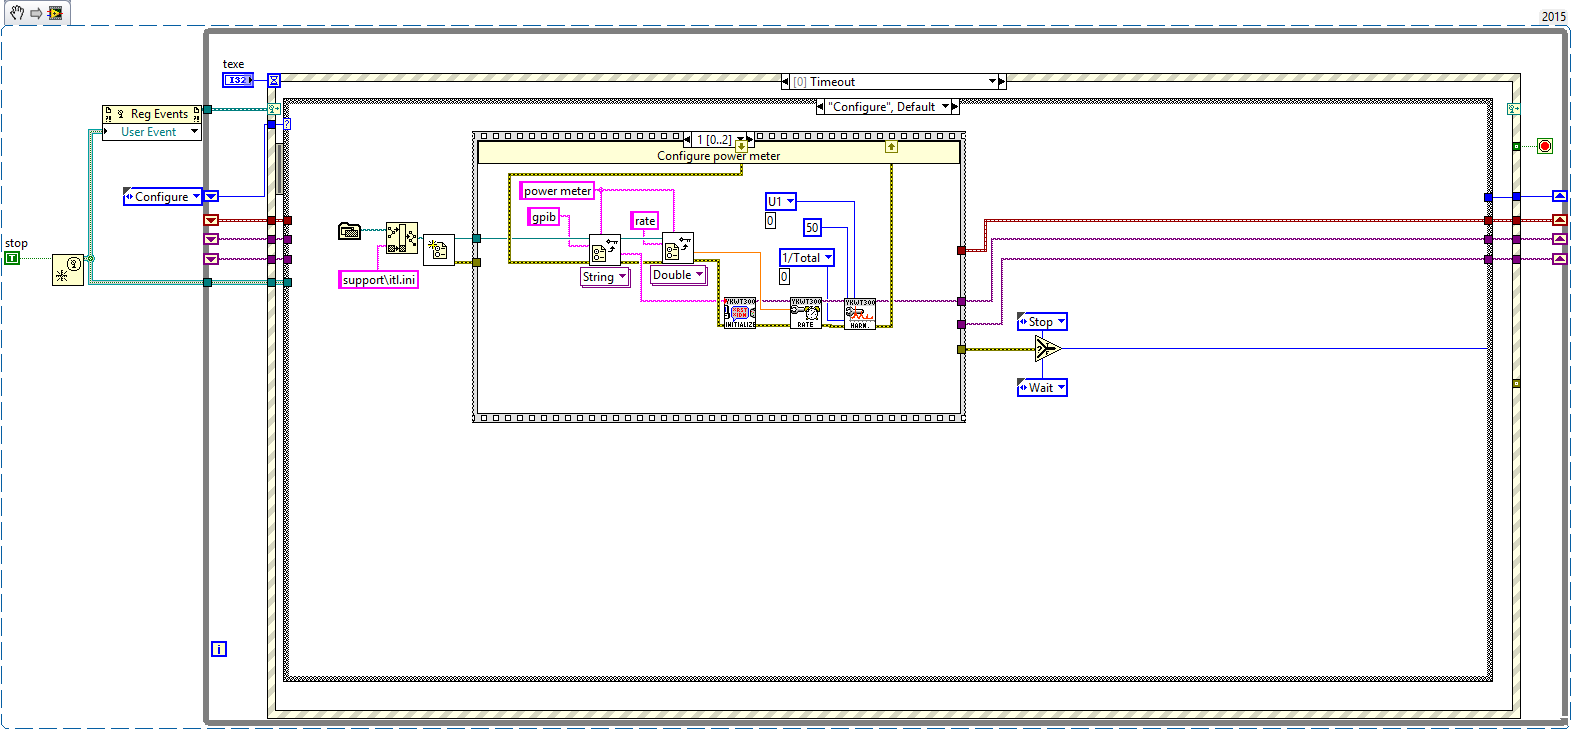 2015
texe
I32
[0] Timeout
"Configure", Default
Reg Events
User Event
1 [0..2]
Configure power meter
power meter
Configure
U1
gpib
rate
0
50
stop
T
1/Total
support\itl.ini
String
Double
0
YKWT300
INITIALIZE
YKWT300
RATE
YKWT300
HARM.
Stop
?
Wait
i